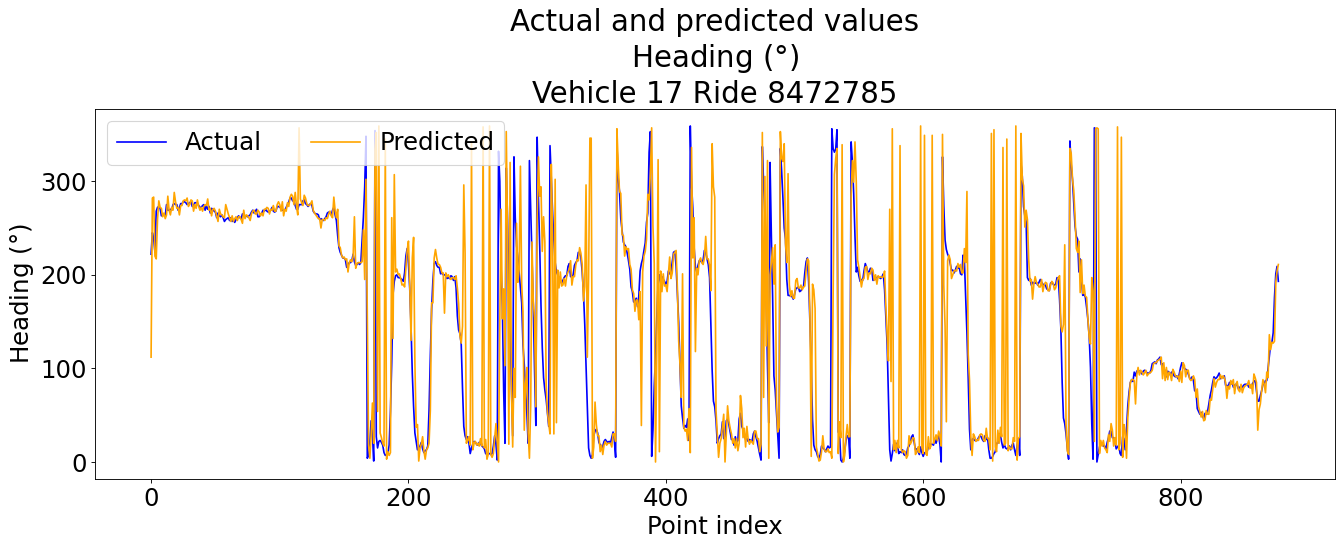 Actual and predicted values
Heading (°)
Vehicle 17 Ride 8472785
Actual Predicted
Heading (°)
300
200
100
0
0 200 400 600 800
Point index